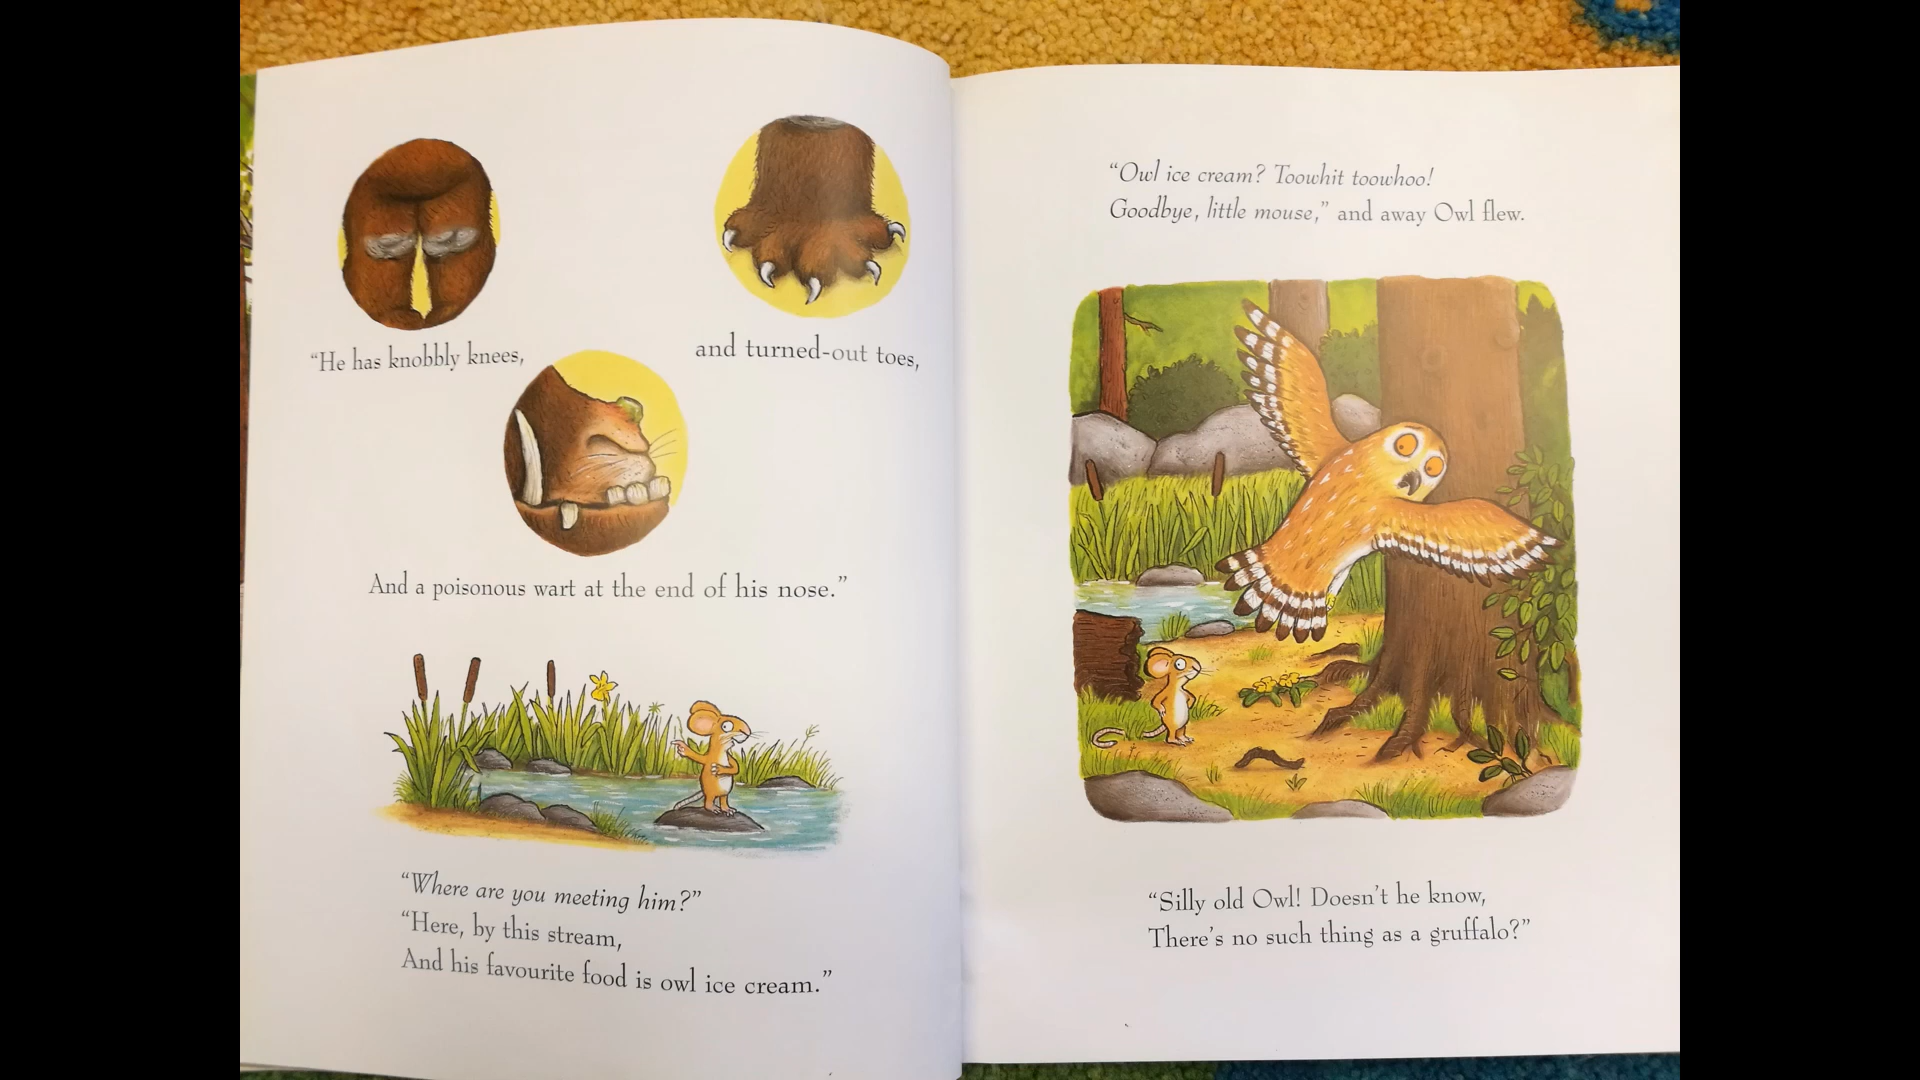 “He has knobbly knees,
and turned-out toes,
And a poisonous wart at the end of his nose.”
“Where are you meeting him?”
“Here, by this stream,
And his favourite food is owl ice cream.”
“Owl ice cream? Toowhit toowhoo!
Goodbye, little mouse,” and away Owl flew.
“Silly old Owl! Doesn’t he know,
There’s no such thing as a gruffalo?”